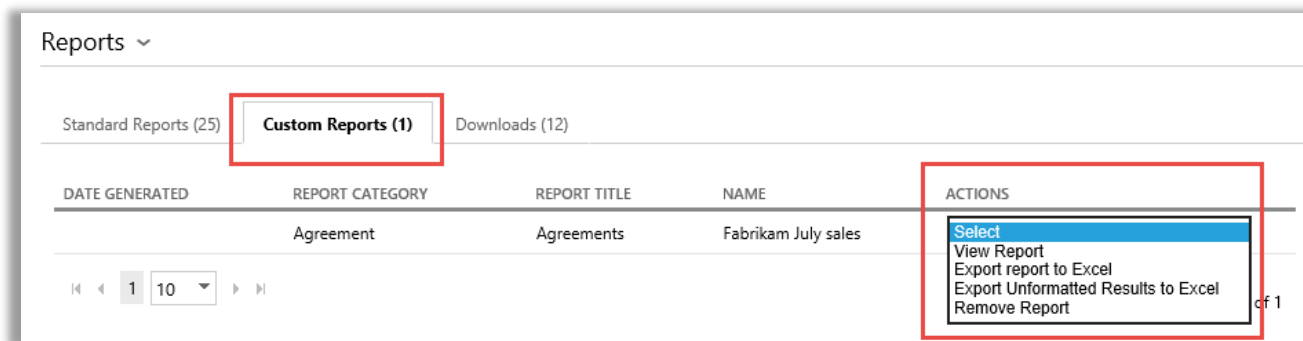 Reports
Standard Reports (25) Custom Reports (1) Downloads (12)
DATE GENERATED REPORT CATEGORY REPORT TITLE NAME ACTIONS
Agreement Agreements Fabrikam July sales Select
View Report
Export report to Excel
Export Unformatted Results to Excel
Remove Report
1 10 of 1